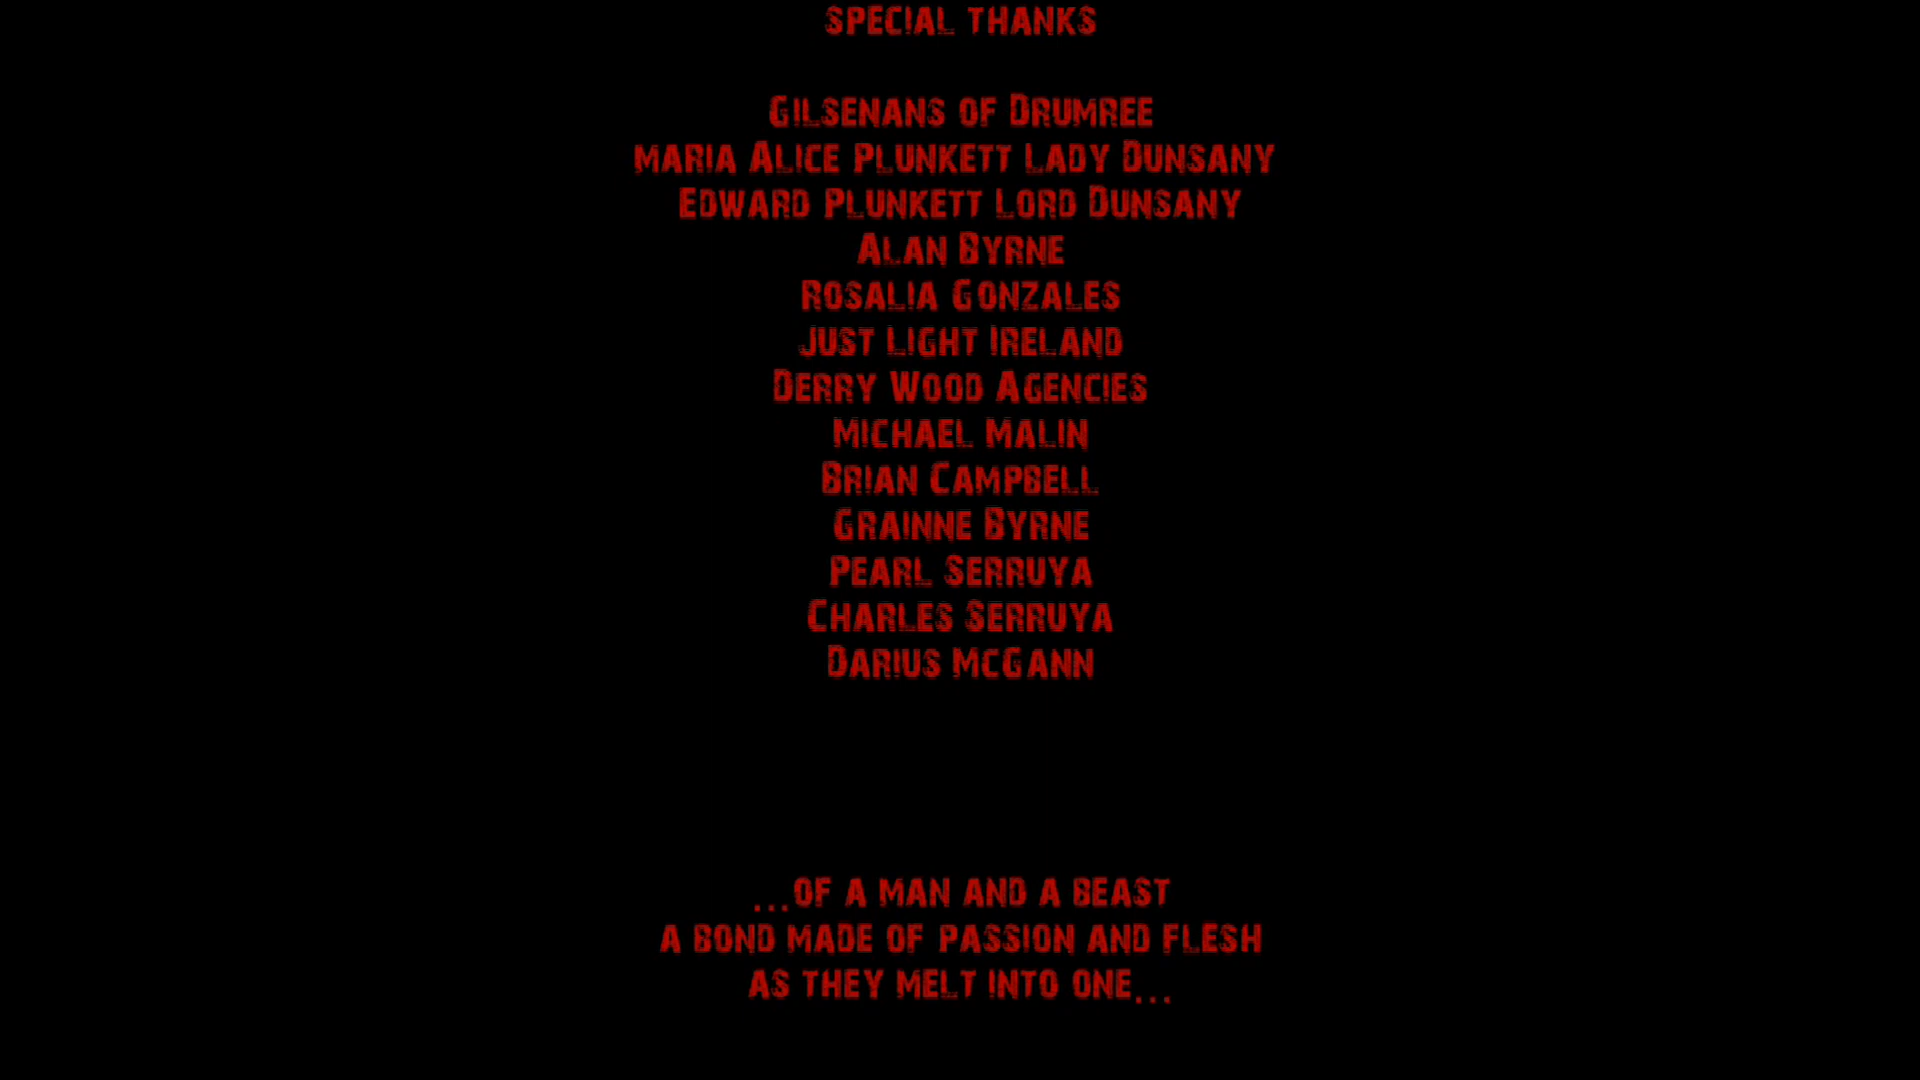 SPECIAL THANKS
GILSENANS OF DRUMREE
MARIA ALICE PLUNKETT LADY DUNSANY
EDWARD PLUNKETT LORD DUNSANY
ALAN BYRNE
ROSALIA GONZALES
JUST LIGHT IRELAND
DERRY WOOD AGENCIES
MICHAEL MALIN
BRIAN CAMPBELL
GRAINNE BYRNE
PEARL SERRUYA
CHARLES SERRUYA
DARIUS MCGANN
...OF A MAN AND A BEAST
A BOND MADE OF PASSION AND FLESH
AS THEY MELT INTO ONE...